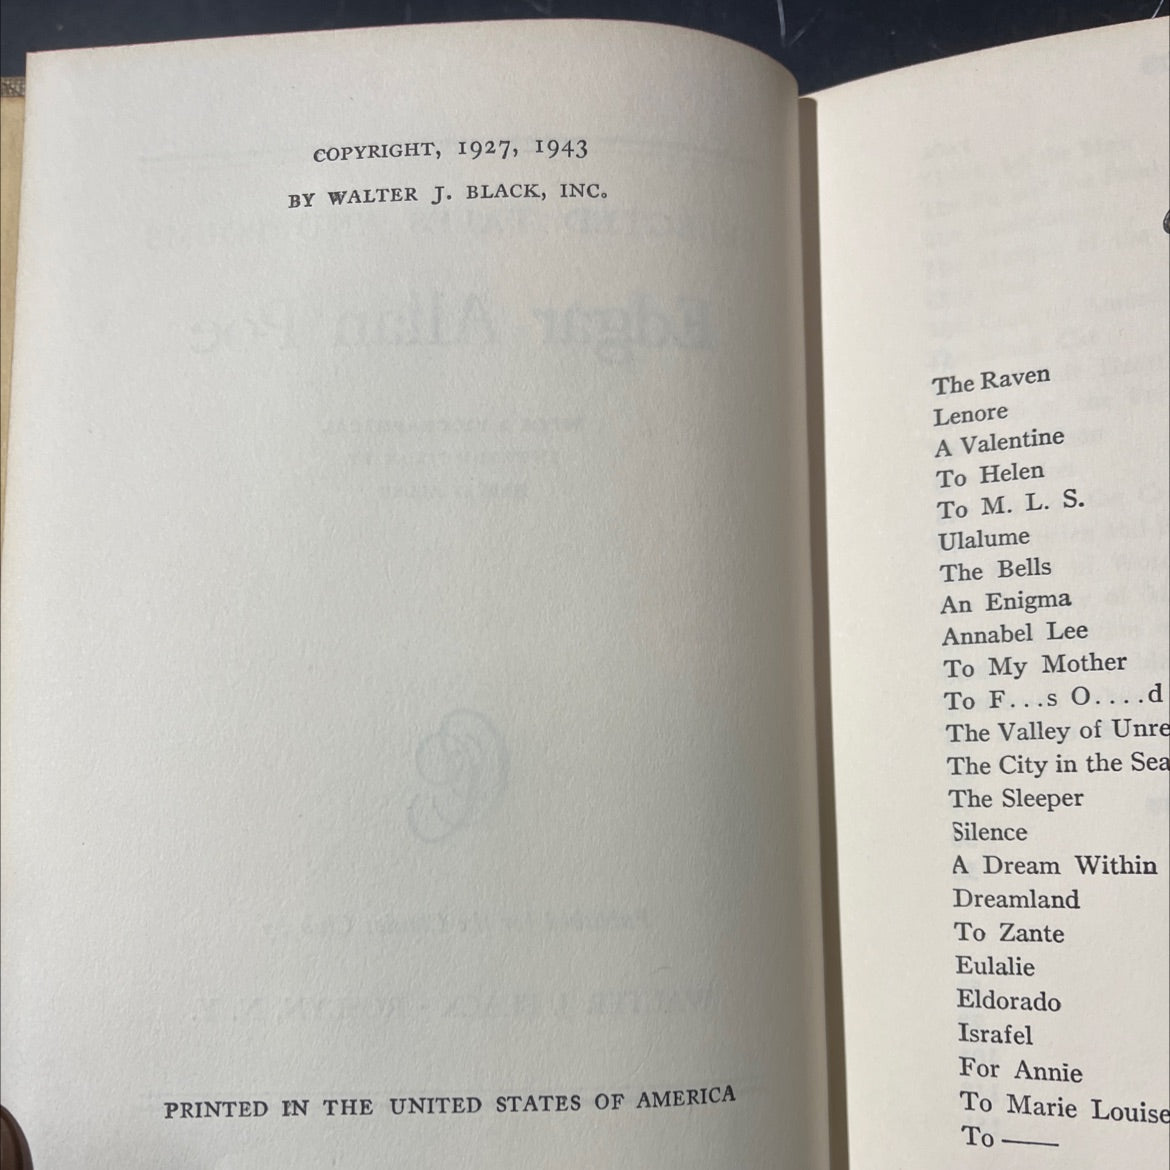 COPYRIGHT, 1927, 1943
BY WALTER J. BLACK, INC.
PRINTED IN THE UNITED STATES OF AMERICA
The Raven
Lenore
A Valentine
To Helen
To M. L. S.
Ulalume
The Bells
An Enigma
Annabel Lee
To My Mother
To F...s O....d
The Valley of Unre
The City in the Sea
The Sleeper
Silence
A Dream Within
Dreamland
To Zante
Eulalie
Eldorado
Israfel
For Annie
To Marie Louise
To ——